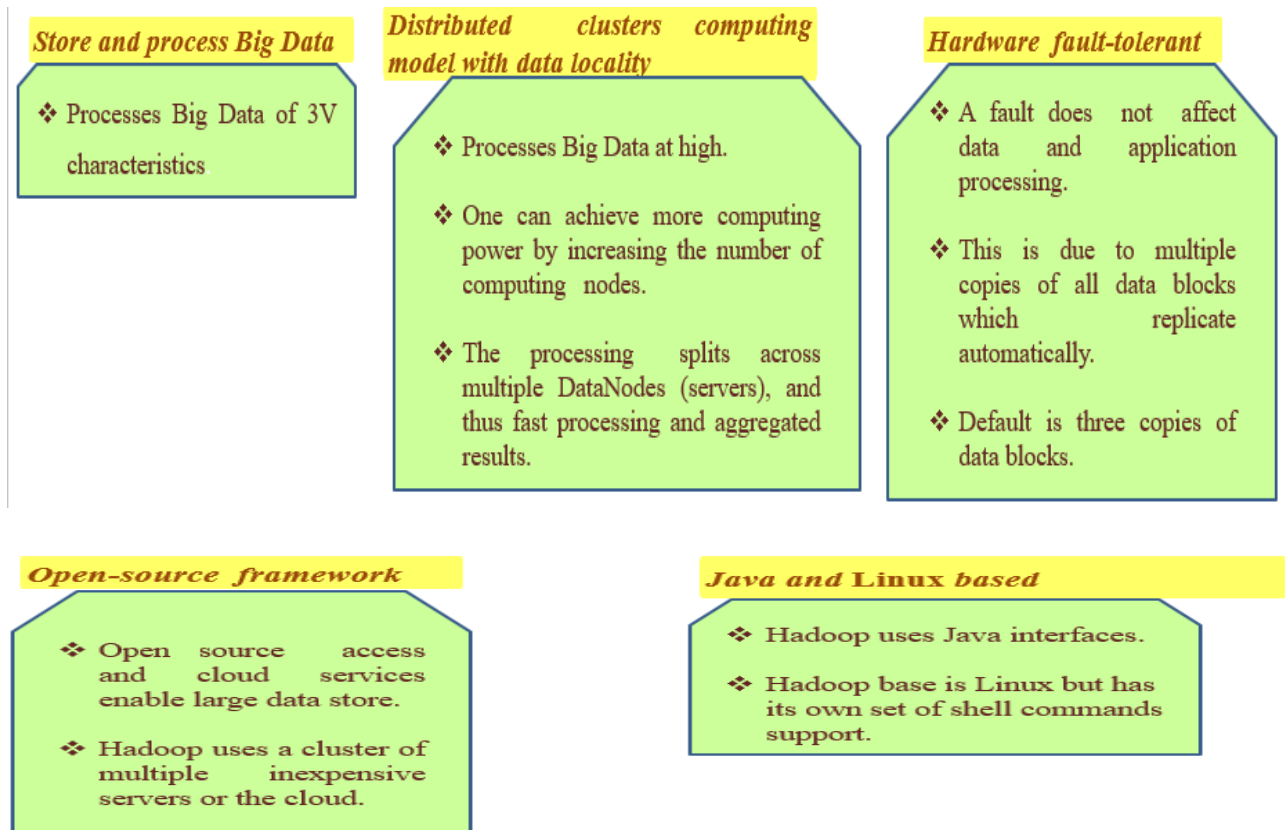 Store and process Big Data
❖ Processes Big Data of 3V
characteristics
Distributed clusters computing
model with data locality
❖ Processes Big Data at high.
❖ One can achieve more computing
power by increasing the number of
computing nodes.
❖ The processing splits across
multiple DataNodes (servers), and
thus fast processing and aggregated
results.
Hardware fault-tolerant
❖ A fault does not affect
data and application
processing.
❖ This is due to multiple
copies of all data blocks
which replicate
automatically.
❖ Default is three copies of
data blocks.
Open-source framework
❖ Open source access
and cloud services
enable large data store.
❖ Hadoop uses a cluster of
multiple inexpensive
servers or the cloud.
Java and Linux based
❖ Hadoop uses Java interfaces.
❖ Hadoop base is Linux but has
its own set of shell commands
support.